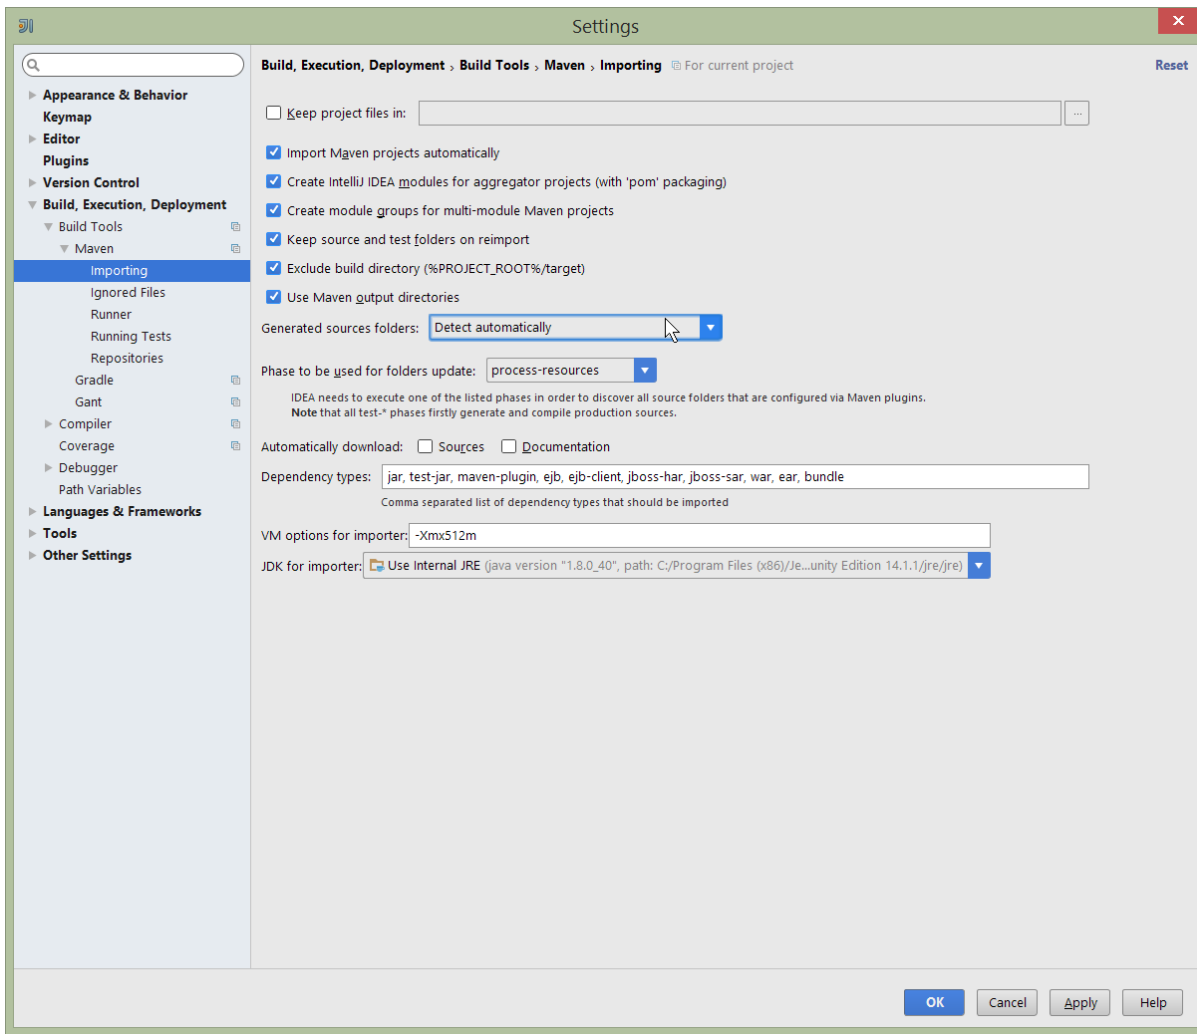 Settings
Build, Execution, Deployment › Build Tools › Maven › Importing For current project Reset
Appearance & Behavior
Keymap
Editor
Plugins
Version Control
Build, Execution, Deployment
Build Tools
Maven
Importing
Ignored Files
Runner
Running Tests
Repositories
Gradle
Gant
Compiler
Coverage
Debugger
Path Variables
Languages & Frameworks
Tools
Other Settings
Keep project files in: ...
Import Maven projects automatically
Create IntelliJ IDEA modules for aggregator projects (with 'pom' packaging)
Create module groups for multi-module Maven projects
Keep source and test folders on reimport
Exclude build directory (%PROJECT_ROOT%/target)
Use Maven output directories
Generated sources folders: Detect automatically
Phase to be used for folders update: process-resources
IDEA needs to execute one of the listed phases in order to discover all source folders that are configured via Maven plugins.
Note that all test-* phases firstly generate and compile production sources.
Automatically download: Sources Documentation
Dependency types: jar, test-jar, maven-plugin, ejb, ejb-client, jboss-har, jboss-sar, war, ear, bundle
Comma separated list of dependency types that should be imported
VM options for importer: -Xmx512m
JDK for importer: Use Internal JRE (java version "1.8.0_40", path: C:/Program Files (x86)/Je...unity Edition 14.1.1/jre/jre)
OK Cancel Apply Help